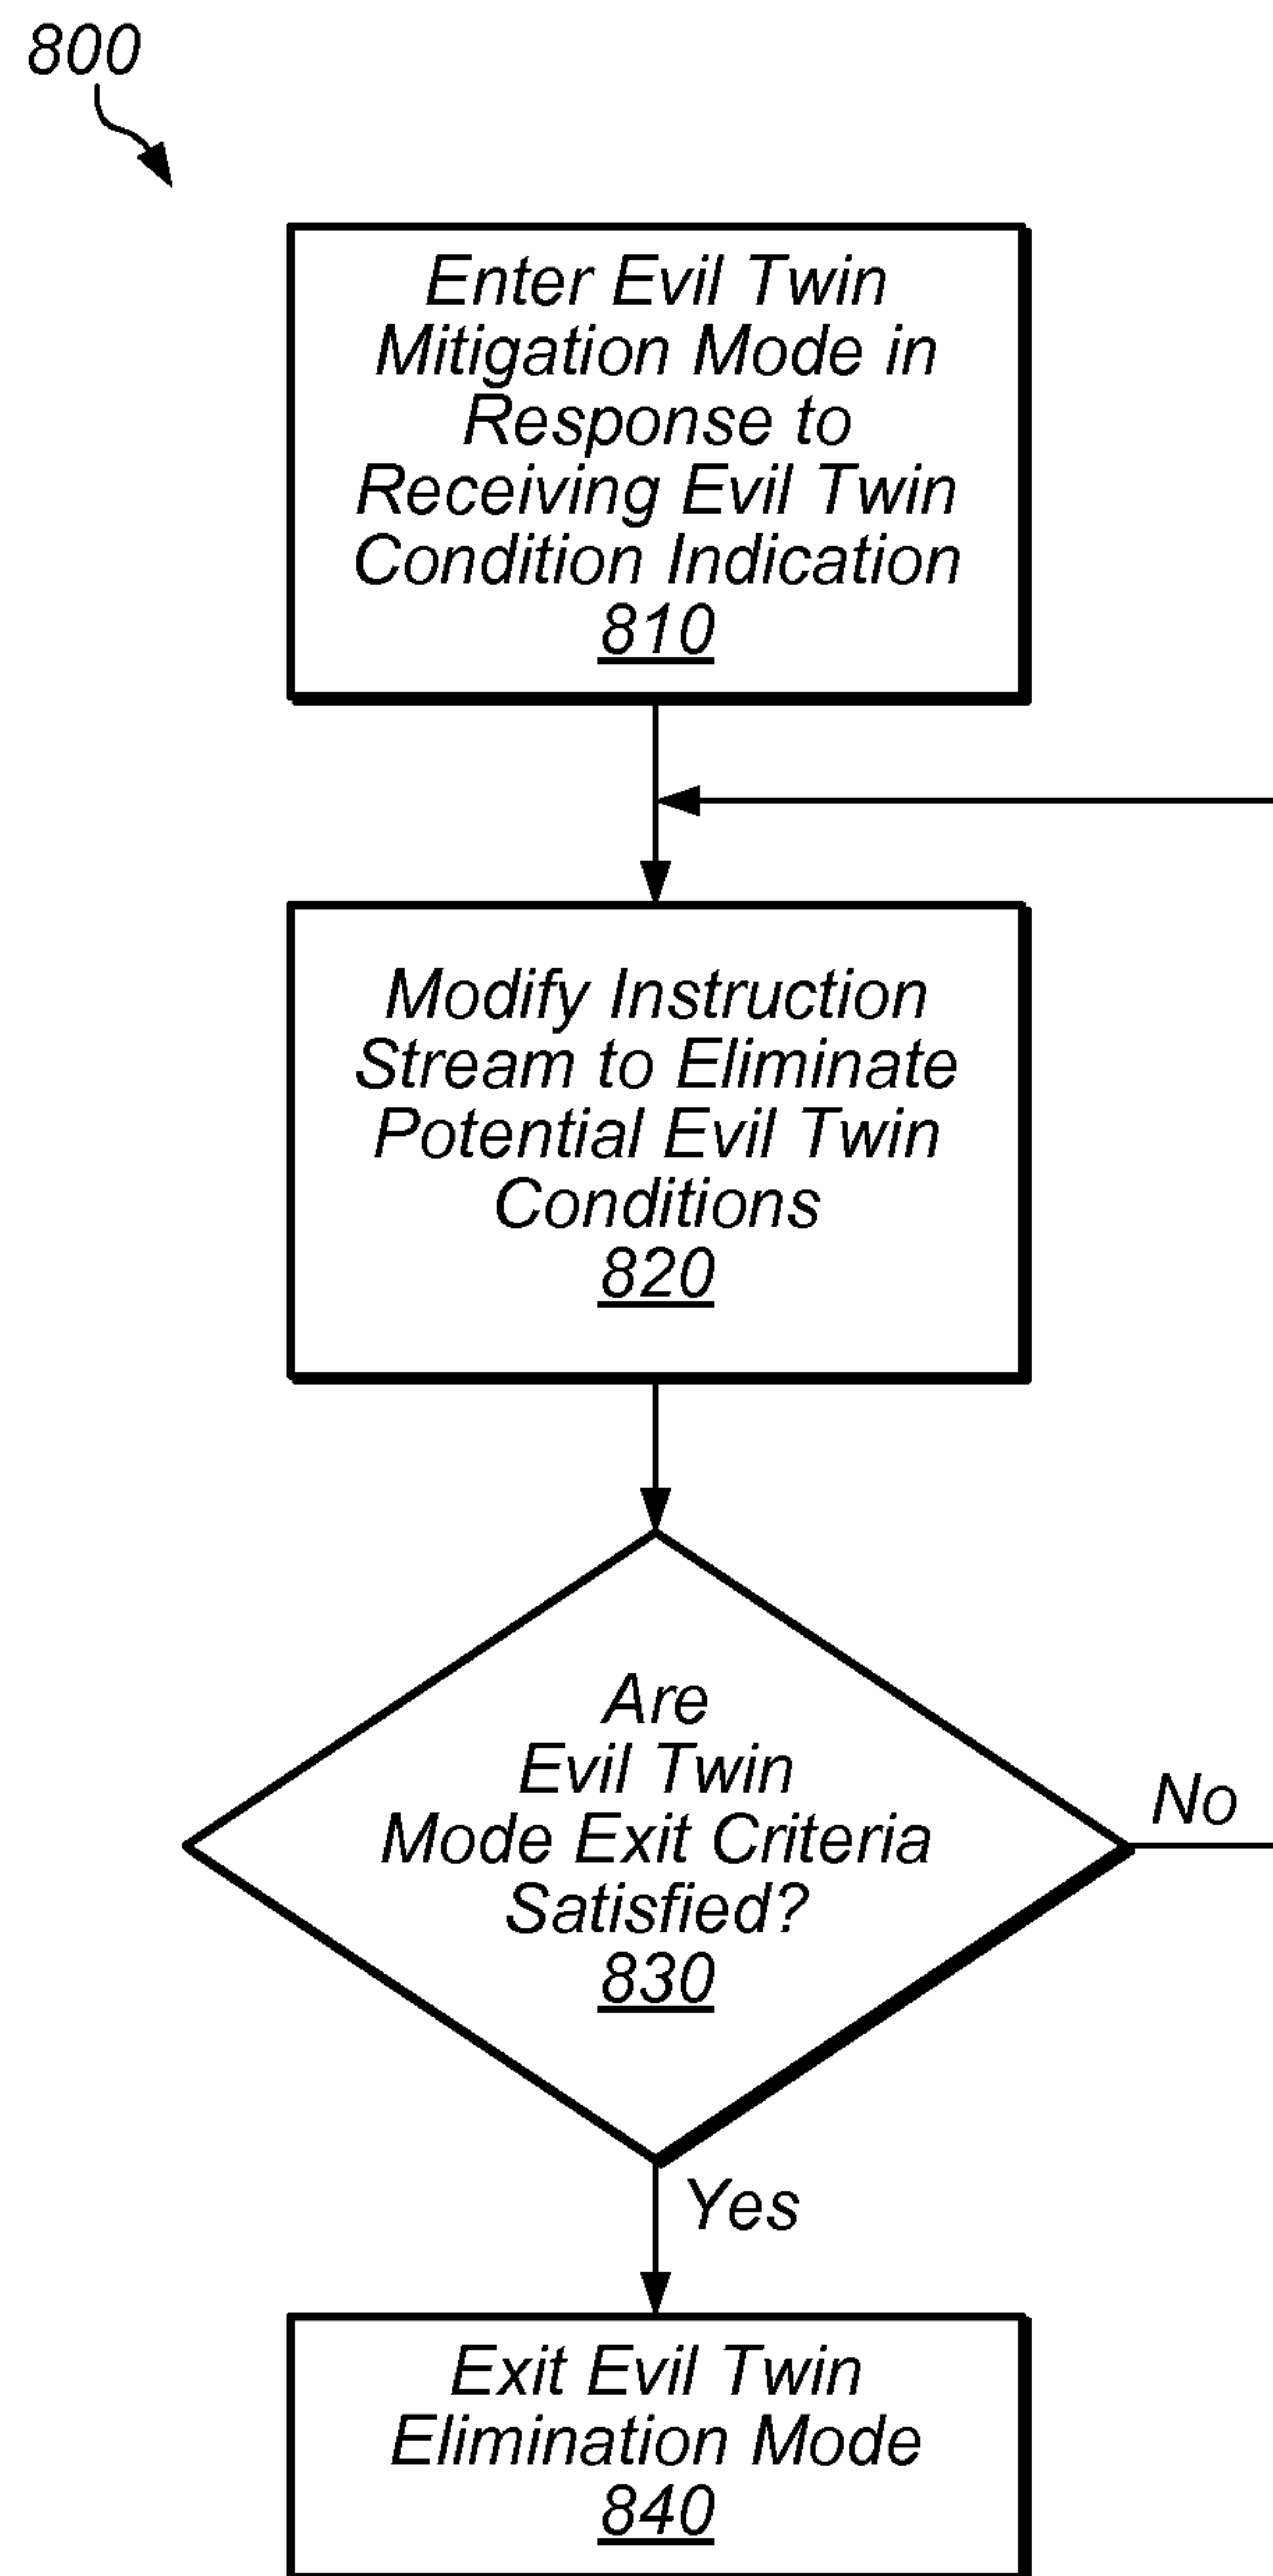 800
Enter Evil Twin
Mitigation Mode in
Response to
Receiving Evil Twin
Condition Indication
810
Modify Instruction
Stream to Eliminate
Potential Evil Twin
Conditions
820
Are
Evil Twin
Mode Exit Criteria
Satisfied?
830
No
Yes
Exit Evil Twin
Elimination Mode
840